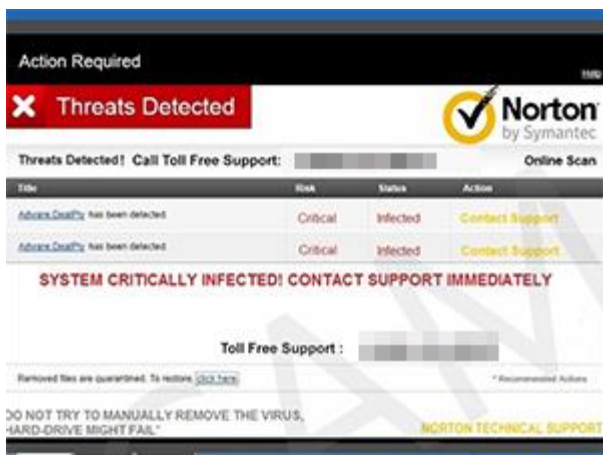 Action Required
Help
Threats Detected
Norton
by Symantec
Threats Detected! Call Toll Free Support:
Online Scan
Title Risk Status Action
Adware.DealPly has been detected Critical Infected Contact Support
Adware.DealPly has been detected Critical Infected Contact Support
SYSTEM CRITICALLY INFECTED! CONTACT SUPPORT IMMEDIATELY
Toll Free Support :
Removed files are quarantined. To restore, click here
* Recommended Actions
DO NOT TRY TO MANUALLY REMOVE THE VIRUS,
HARD-DRIVE MIGHT FAIL"
NORTON TECHNICAL SUPPORT